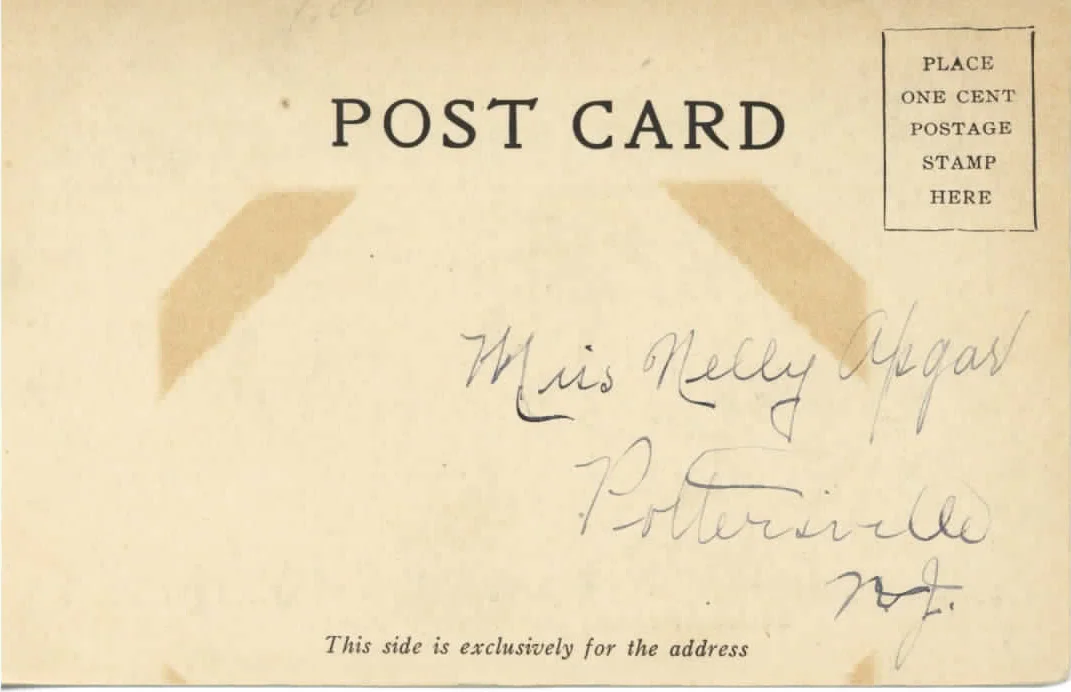 POST CARD
PLACE
ONE CENT
POSTAGE
STAMP
HERE
Miss Nelly Apgar
Pottersville
N.J.
This side is exclusively for the address